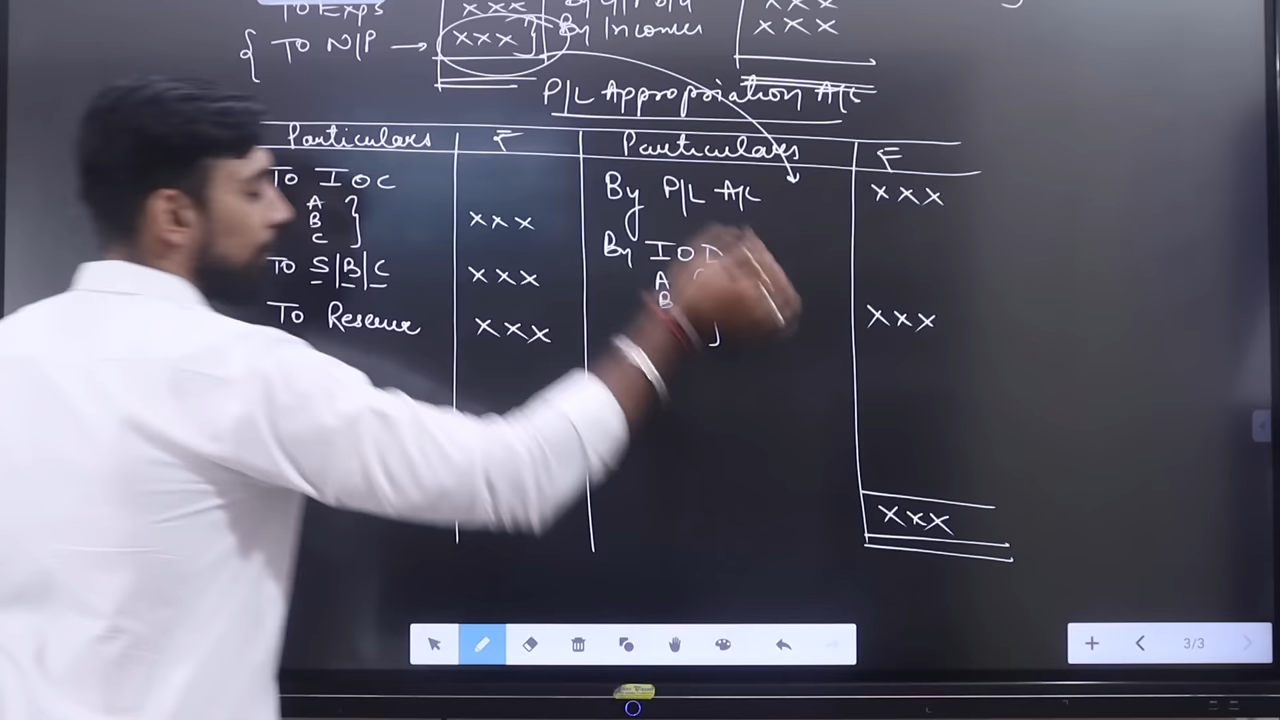 To Exps xxx xxx
{ To N/P → xxx } By Incomes xxx
P/L Appropriation A/c
Particulars ₹ Particulars ₹
To IOC By P/L A/c xxx
A
B } xxx
C
By IOD
To S/B/C xxx A
B xxx
To Reserve xxx
xxx
3/3